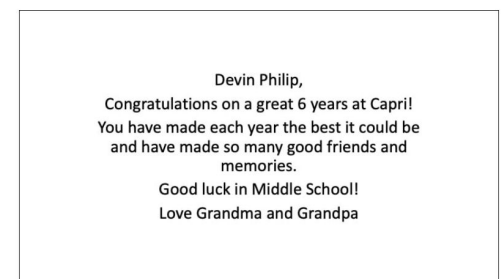 Devin Philip,
Congratulations on a great 6 years at Capri!
You have made each year the best it could be
and have made so many good friends and
memories.
Good luck in Middle School!
Love Grandma and Grandpa